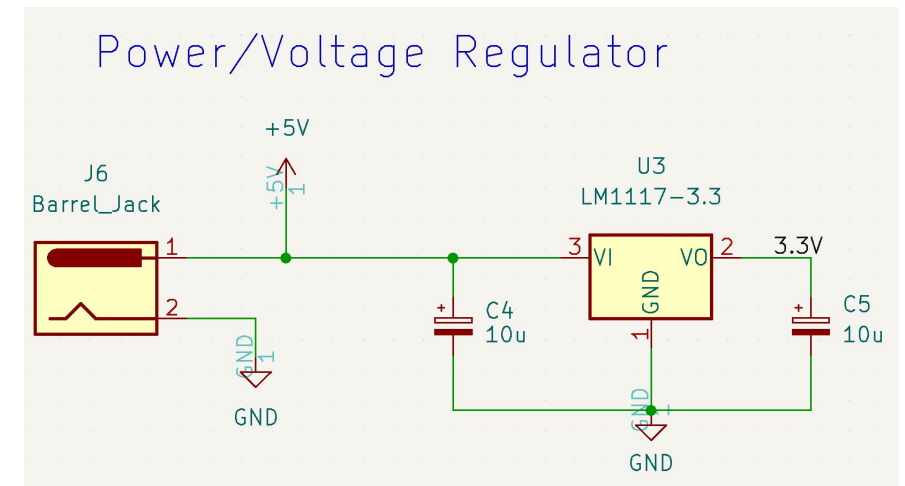 Power/Voltage Regulator
+5V
+5V
1
J6
Barrel_Jack
1
2
GND
1
GND
U3
LM1117-3.3
3
VI
VO
2
3.3V
GND
1
+
C4
10u
+
C5
10u
GND
1
GND